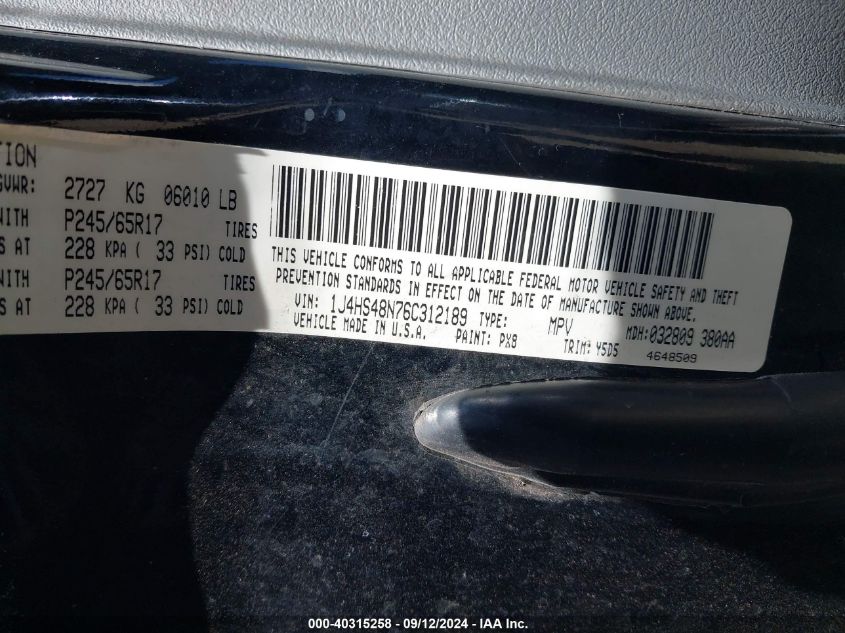 TION
GVWR: 2727 KG 06010 LB
WITH P245/65R17 TIRES
S AT 228 KPA ( 33 PSI) COLD
WITH P245/65R17 TIRES
S AT 228 KPA ( 33 PSI) COLD
THIS VEHICLE CONFORMS TO ALL APPLICABLE FEDERAL MOTOR VEHICLE SAFETY AND THEFT
PREVENTION STANDARDS IN EFFECT ON THE DATE OF MANUFACTURE SHOWN ABOVE.
VIN: 1J4HS48N76C312189 TYPE: MPV MDH:032809 380AA
VEHICLE MADE IN U.S.A. PAINT: PX8 TRIM: Y5D5 4648509
000-40315258 - 09/12/2024 - IAAI Inc.